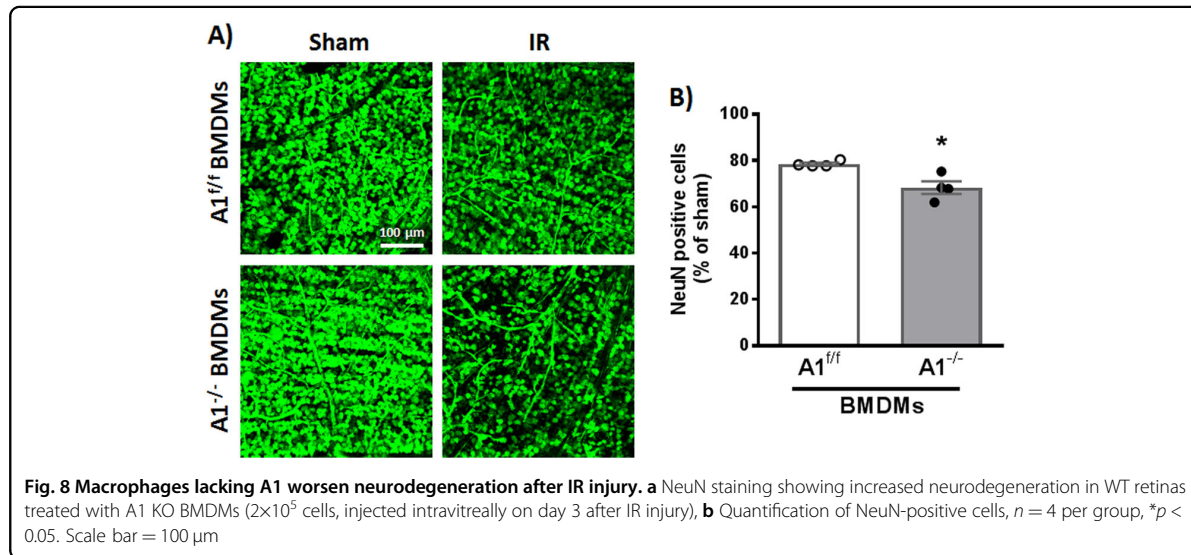 A)
Sham IR
A1f/f BMDMs
100 µm
A1-/- BMDMs
B)
NeuN positive cells
(% of sham)
100
80
60
40
20
0
*
A1f/f A1-/-
BMDMs
Fig. 8 Macrophages lacking A1 worsen neurodegeneration after IR injury. a NeuN staining showing increased neurodegeneration in WT retinas
treated with A1 KO BMDMs (2×10⁵ cells, injected intravitreally on day 3 after IR injury), b Quantification of NeuN-positive cells, n = 4 per group, *p <
0.05. Scale bar = 100 µm